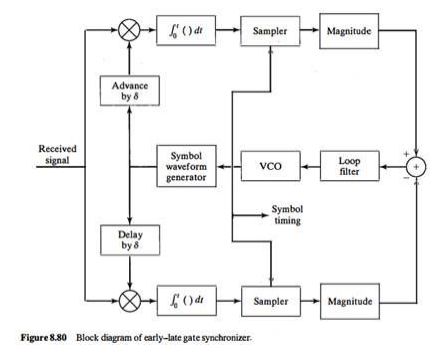 ∫₀ᵗ ( ) dt
Sampler
Magnitude
Advance
by δ
+
Received
signal
Symbol
waveform
generator
VCO
Loop
filter
+
−
Symbol
timing
Delay
by δ
∫₀ᵗ ( ) dt
Sampler
Magnitude
Figure 8.80 Block diagram of early–late gate synchronizer.